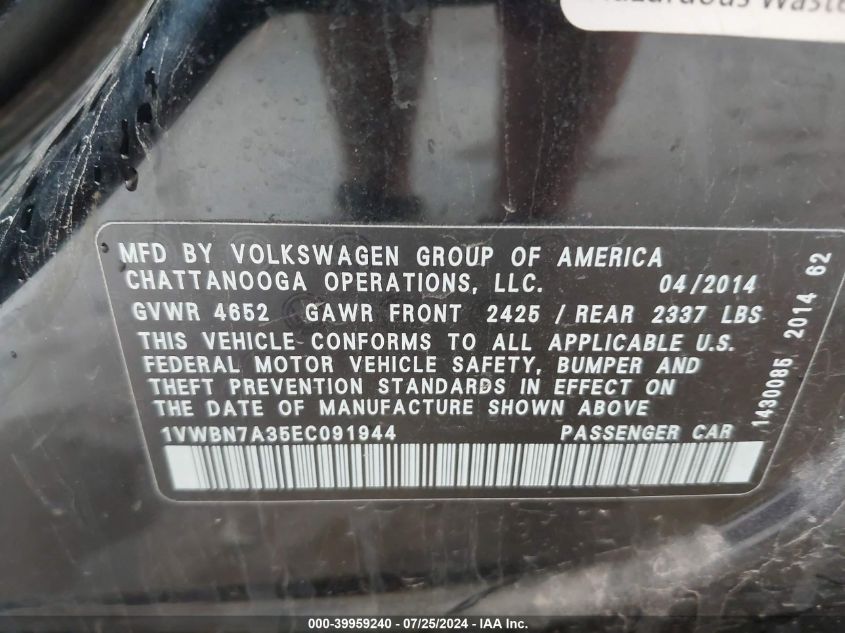 Hazardous Waste
MFD BY VOLKSWAGEN GROUP OF AMERICA
CHATTANOOGA OPERATIONS, LLC. 04/2014
GVWR 4652 GAWR FRONT 2425 / REAR 2337 LBS
THIS VEHICLE CONFORMS TO ALL APPLICABLE U.S.
FEDERAL MOTOR VEHICLE SAFETY, BUMPER AND
THEFT PREVENTION STANDARDS IN EFFECT ON
THE DATE OF MANUFACTURE SHOWN ABOVE
1VWBN7A35EC091944 PASSENGER CAR
1430085 2014 62
000-39959240 - 07/25/2024 - IAA Inc.